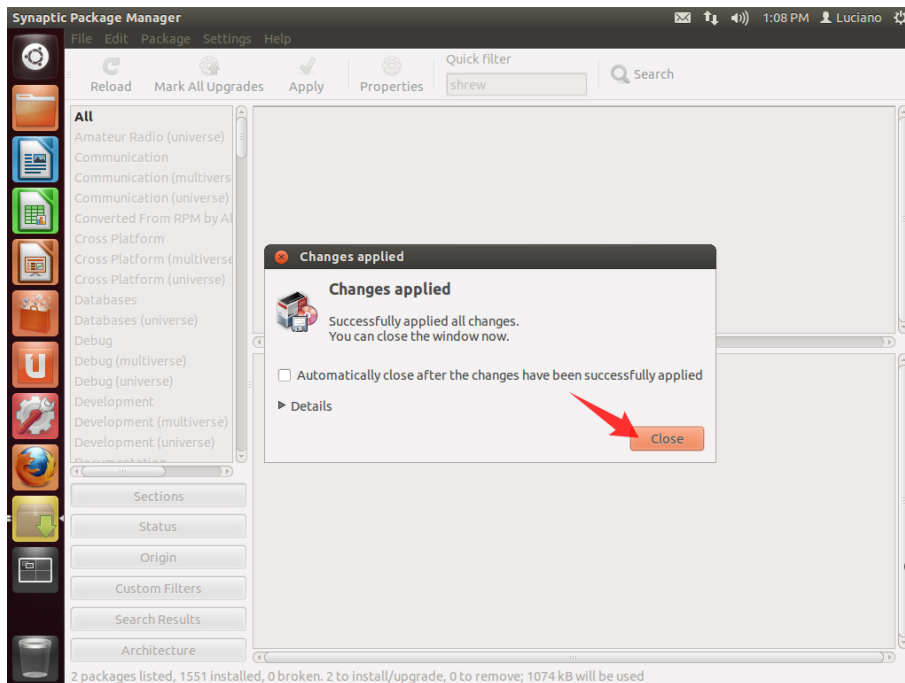 Synaptic Package Manager
1:08 PM Luciano
File Edit Package Settings Help
Reload Mark All Upgrades Apply Properties
Quick filter
shrew
Search
All
Amateur Radio (universe)
Communication
Communication (multivers
Communication (universe)
Converted From RPM by Al
Cross Platform
Cross Platform (multiverse
Cross Platform (universe)
Databases
Databases (universe)
Debug
Debug (multiverse)
Debug (universe)
Development
Development (multiverse)
Development (universe)
Documentation
Sections
Status
Origin
Custom Filters
Search Results
Architecture
Changes applied
Changes applied
Successfully applied all changes.
You can close the window now.
Automatically close after the changes have been successfully applied
Details
Close
2 packages listed, 1551 installed, 0 broken. 2 to install/upgrade, 0 to remove; 1074 kB will be used